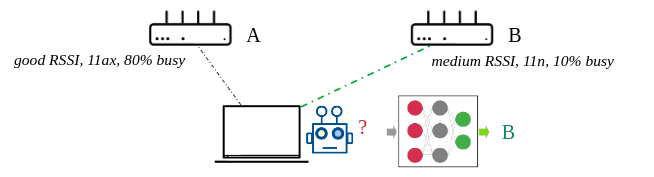 A
B
good RSSI, 11ax, 80% busy
medium RSSI, 11n, 10% busy
?
B